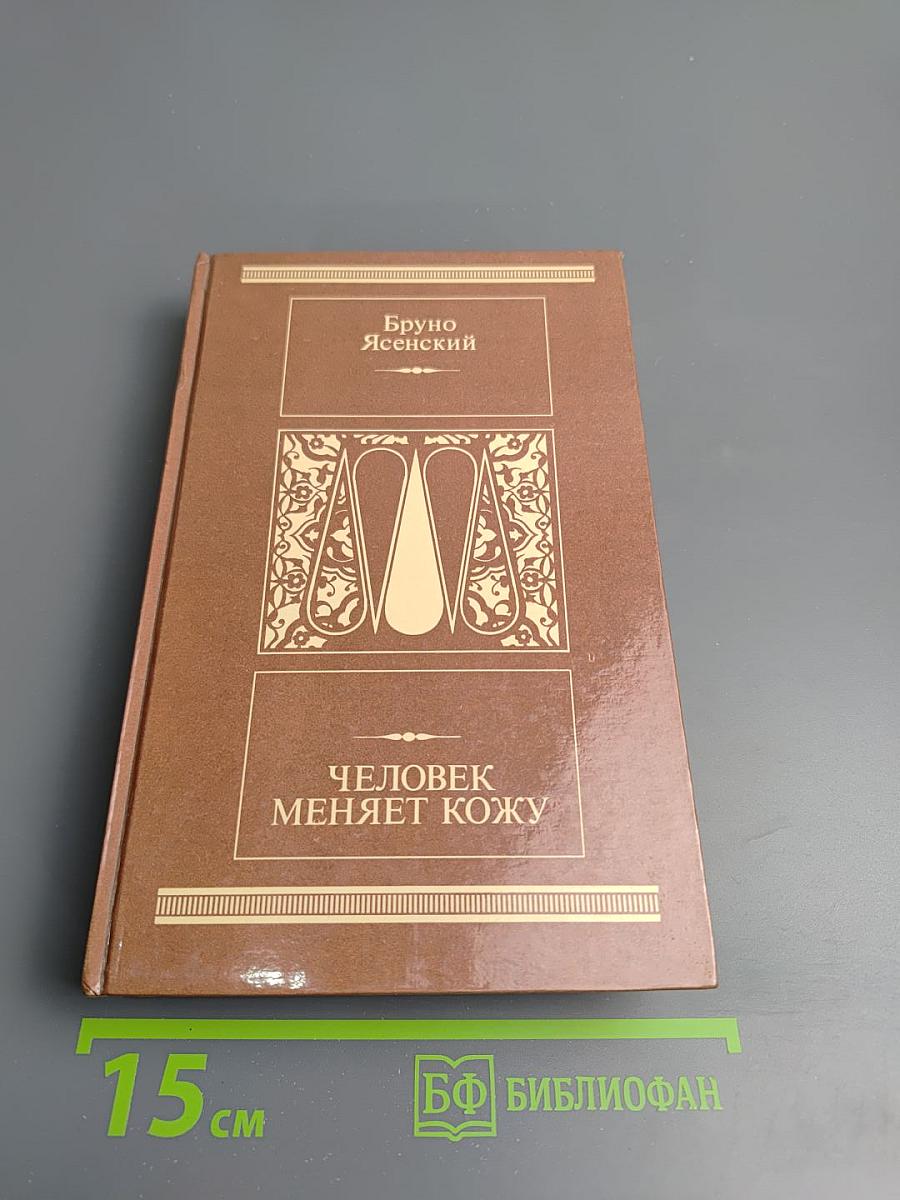 Бруно
Ясенский
ЧЕЛОВЕК
МЕНЯЕТ КОЖУ
15 см
БФ БИБЛИОФАН